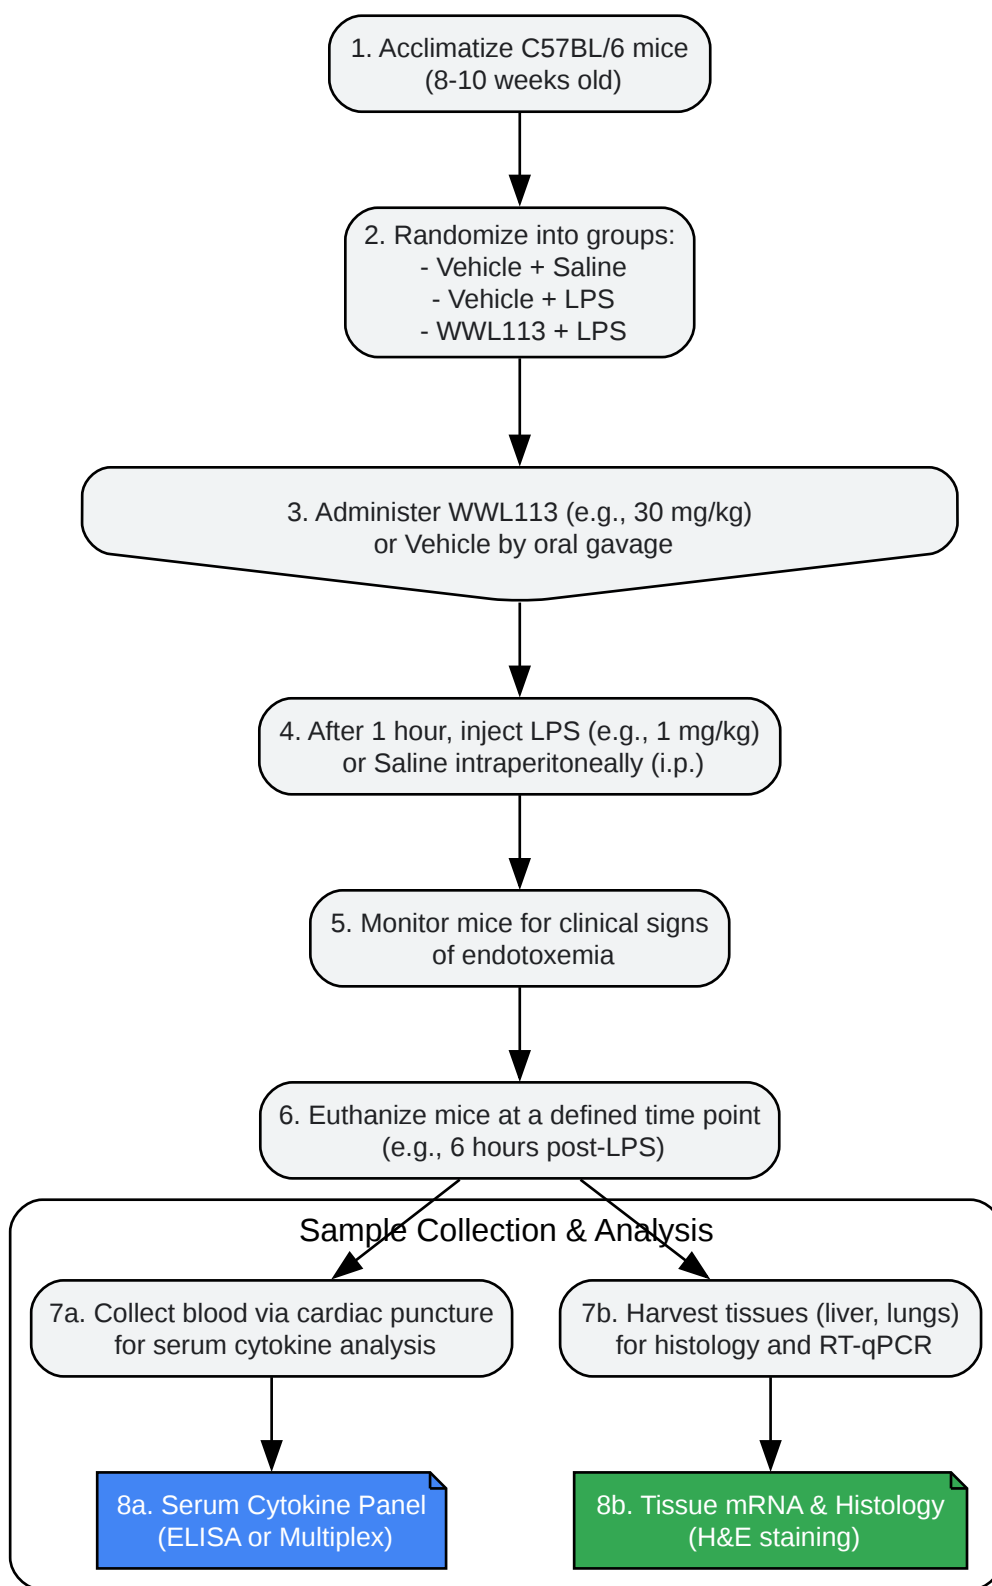 1. Acclimatize C57BL/6 mice
(8-10 weeks old)
2. Randomize into groups:
- Vehicle + Saline
- Vehicle + LPS
- WWL113 + LPS
3. Administer WWL113 (e.g., 30 mg/kg)
or Vehicle by oral gavage
4. After 1 hour, inject LPS (e.g., 1 mg/kg)
or Saline intraperitoneally (i.p.)
5. Monitor mice for clinical signs
of endotoxemia
6. Euthanize mice at a defined time point
(e.g., 6 hours post-LPS)
Sample Collection & Analysis
7a. Collect blood via cardiac puncture
for serum cytokine analysis
7b. Harvest tissues (liver, lungs)
for histology and RT-qPCR
8a. Serum Cytokine Panel
(ELISA or Multiplex)
8b. Tissue mRNA & Histology
(H&E staining)